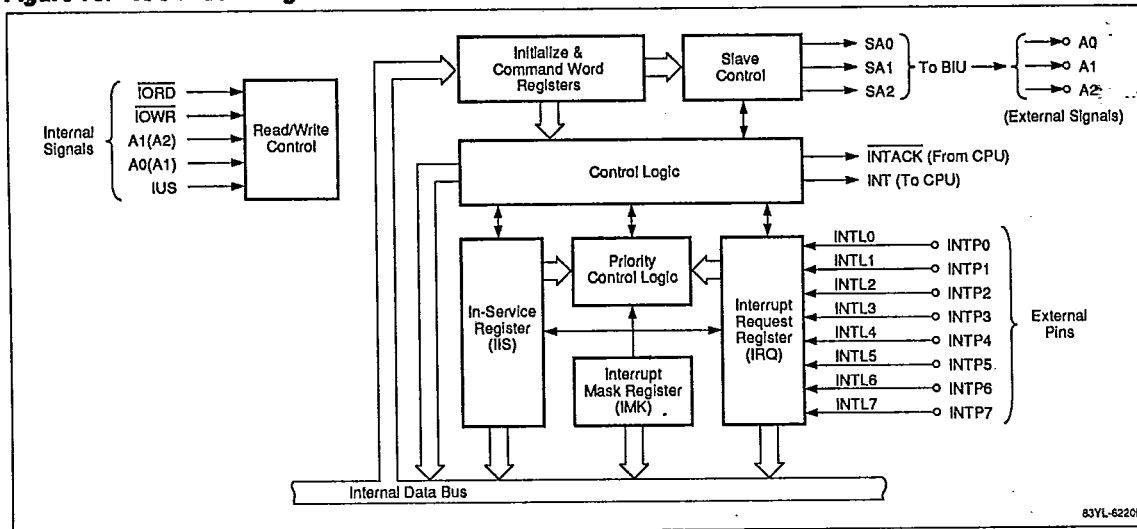 Initialize &
Command Word
Registers
Slave
Control
SA0
SA1
SA2
To BIU
A0
A1
A2
(External Signals)
Internal
Signals
IORD
IOWR
A1(A2)
A0(A1)
IUS
Read/Write
Control
Control Logic
INTACK (From CPU)
INT (To CPU)
In-Service
Register
(IIS)
Priority
Control Logic
Interrupt
Mask Register
(IMK)
Interrupt
Request
Register
(IRQ)
INTL0
INTL1
INTL2
INTL3
INTL4
INTL5
INTL6
INTL7
INTP0
INTP1
INTP2
INTP3
INTP4
INTP5
INTP6
INTP7
External
Pins
Internal Data Bus